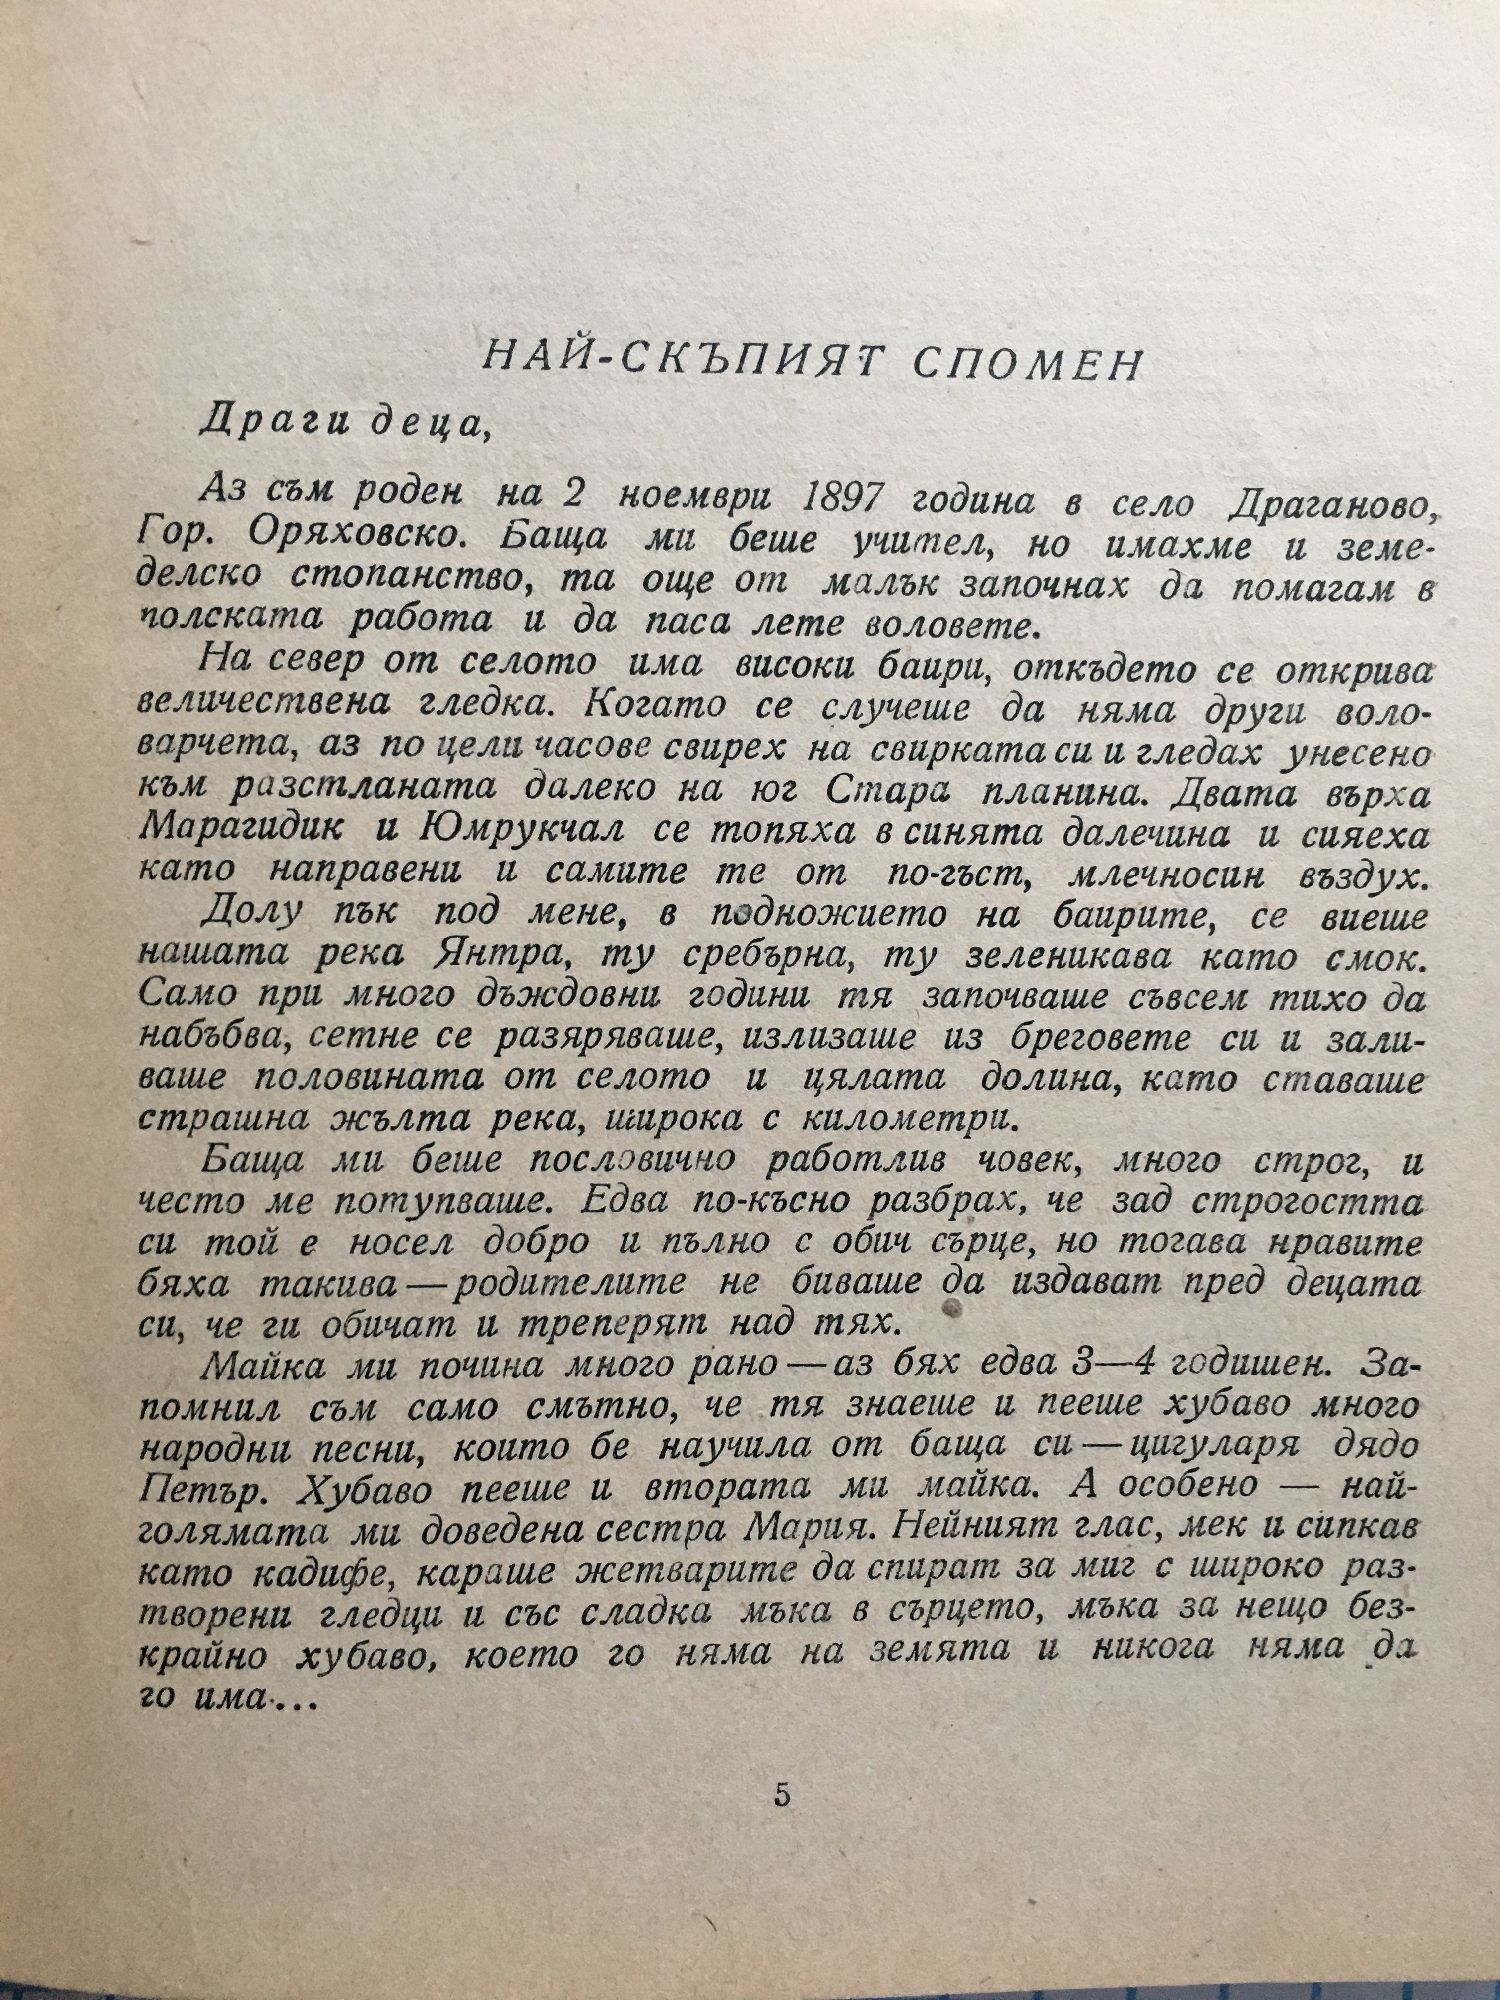 НАЙ-СКЪПИЯТ СПОМЕН
Драги деца,
Аз съм роден на 2 ноември 1897 година в село Драганово,
Гор. Оряховско. Баща ми беше учител, но имахме и земе-
делско стопанство, та още от малък започнах да помагам в
полската работа и да паса лете воловете.
На север от селото има високи баири, откъдето се открива
величествена гледка. Когато се случеше да няма други воло-
варчета, аз по цели часове свирех на свирката си и гледах унесено
към разстланата далеко на юг Стара планина. Двата върха
Марагидик и Юмрукчал се топяха в синята далечина и сияеха
като направени и самите те от по-гъст, млечносин въздух.
Долу пък под мене, в подножието на баирите, се виеше
нашата река Янтра, ту сребърна, ту зеленикава като смок.
Само при много дъждовни години тя започваше съвсем тихо да
набъбва, сетне се разяряваше, излизаше из бреговете си и зали-
ваше половината от селото и цялата долина, като ставаше
страшна жълта река, широка с километри.
Баща ми беше пословично работлив човек, много строг, и
често ме потупваше. Едва по-късно разбрах, че зад строгостта
си той е носел добро и пълно с обич сърце, но тогава нравите
бяха такива — родителите не биваше да издават пред децата
си, че ги обичат и треперят над тях.
Майка ми почина много рано — аз бях едва 3—4 годишен. За-
помнил съм само смътно, че тя знаеше и пееше хубаво много
народни песни, които бе научила от баща си — цигуларя дядо
Петър. Хубаво пееше и втората ми майка. А особено — най-
голямата ми доведена сестра Мария. Нейният глас, мек и сипкав
като кадифе, караше жетварите да спират за миг с широко раз-
творени гледци и със сладка мъка в сърцето, мъка за нещо без-
крайно хубаво, което го няма на земята и никога няма да
го има...
5